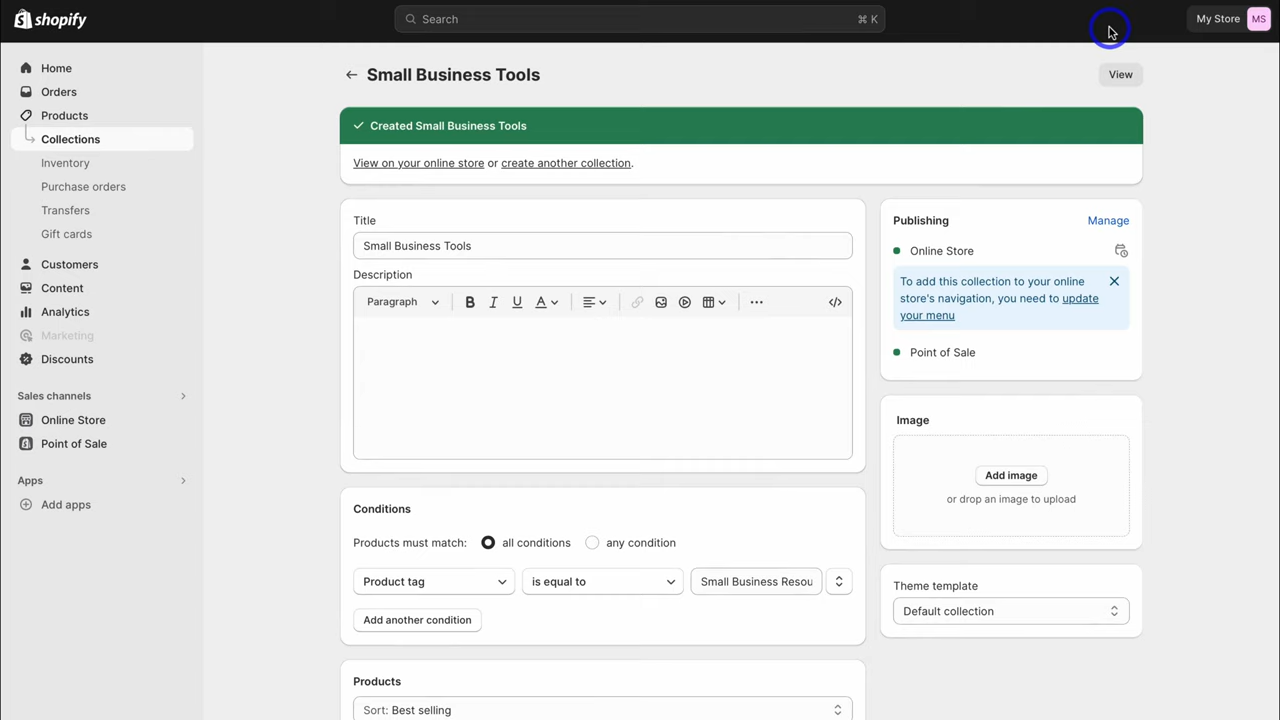 shopify
Search
⌘ K
My Store
MS
Home
Orders
Products
Collections
Inventory
Purchase orders
Transfers
Gift cards
Customers
Content
Analytics
Marketing
Discounts
Sales channels
Online Store
Point of Sale
Apps
Add apps
Small Business Tools
View
Created Small Business Tools
View on your online store or create another collection.
Title
Small Business Tools
Description
Paragraph
B I U A
Conditions
Products must match: all conditions any condition
Product tag is equal to Small Business Resou
Add another condition
Products
Sort: Best selling
Publishing Manage
Online Store
To add this collection to your online
store's navigation, you need to update
your menu
Point of Sale
Image
Add image
or drop an image to upload
Theme template
Default collection